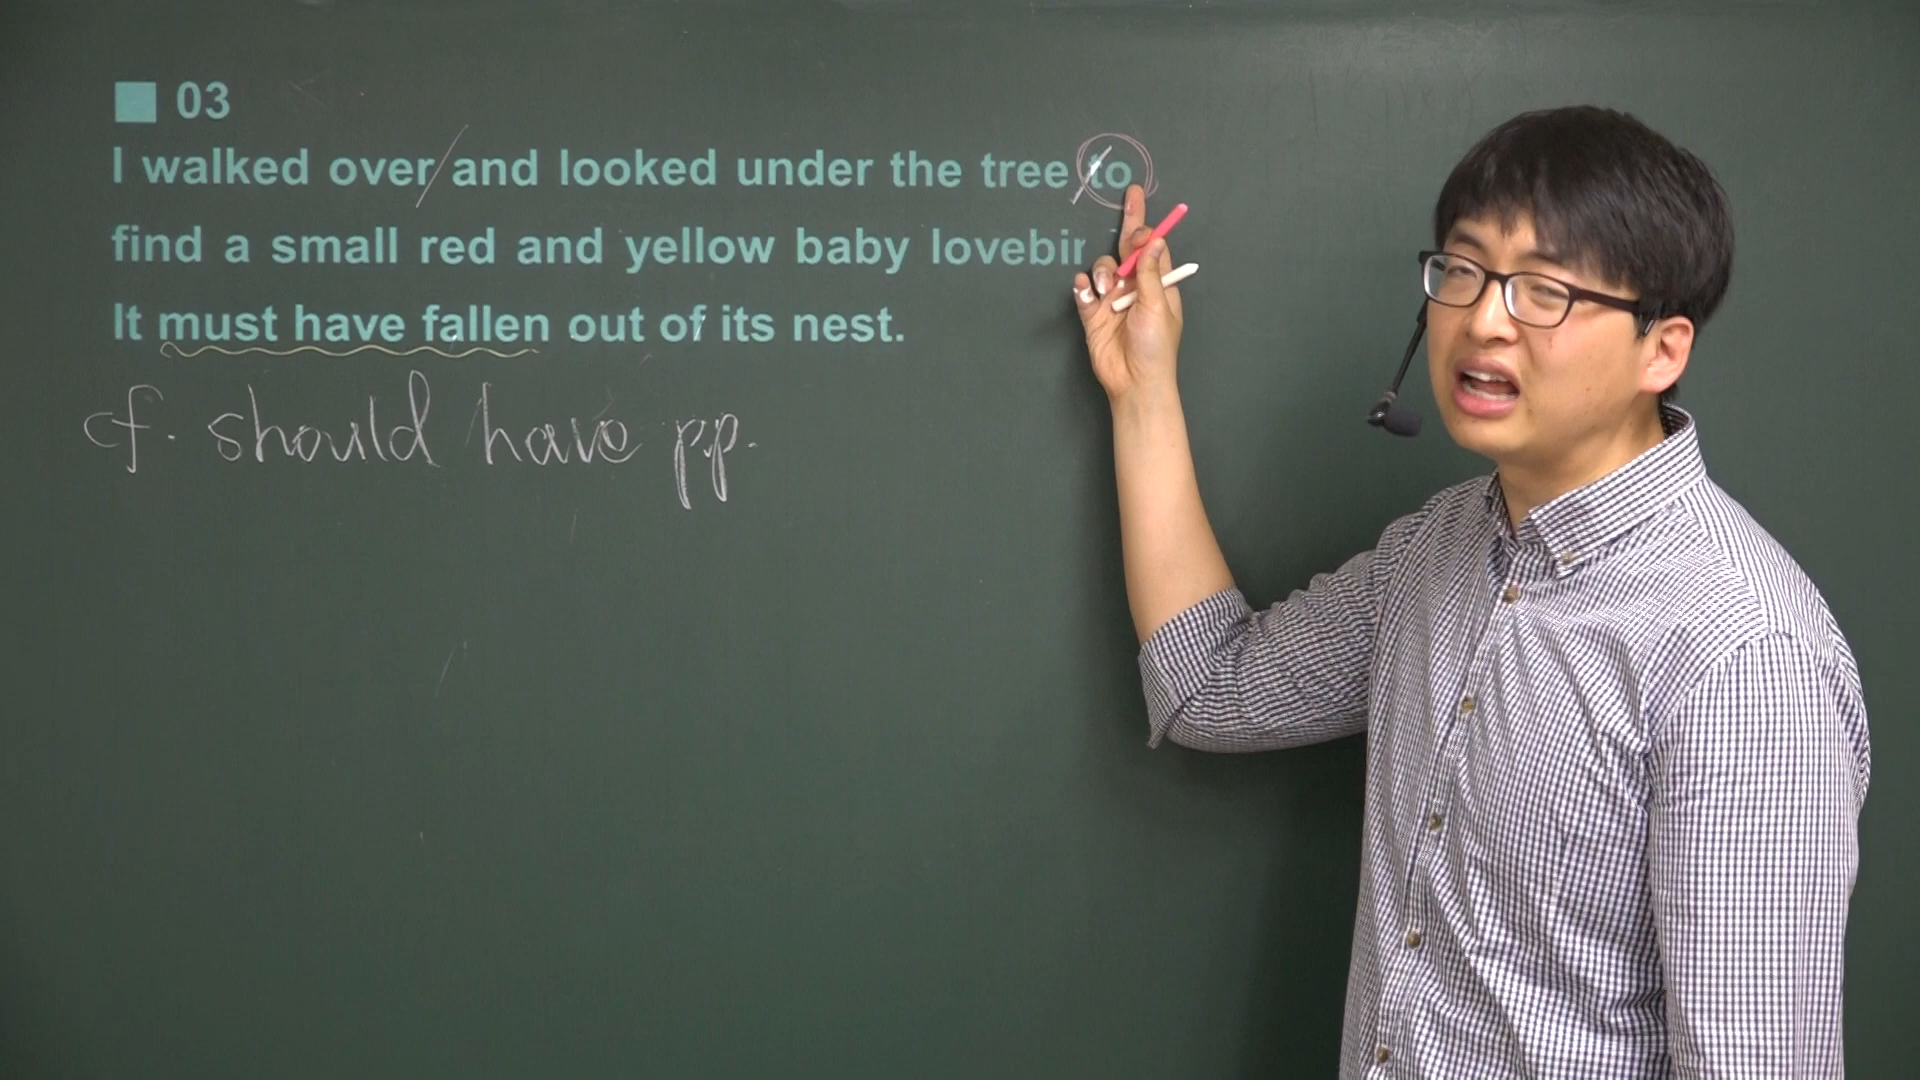 03
I walked over and looked under the tree to
find a small red and yellow baby lovebir
It must have fallen out of its nest.
cf. should have pp.